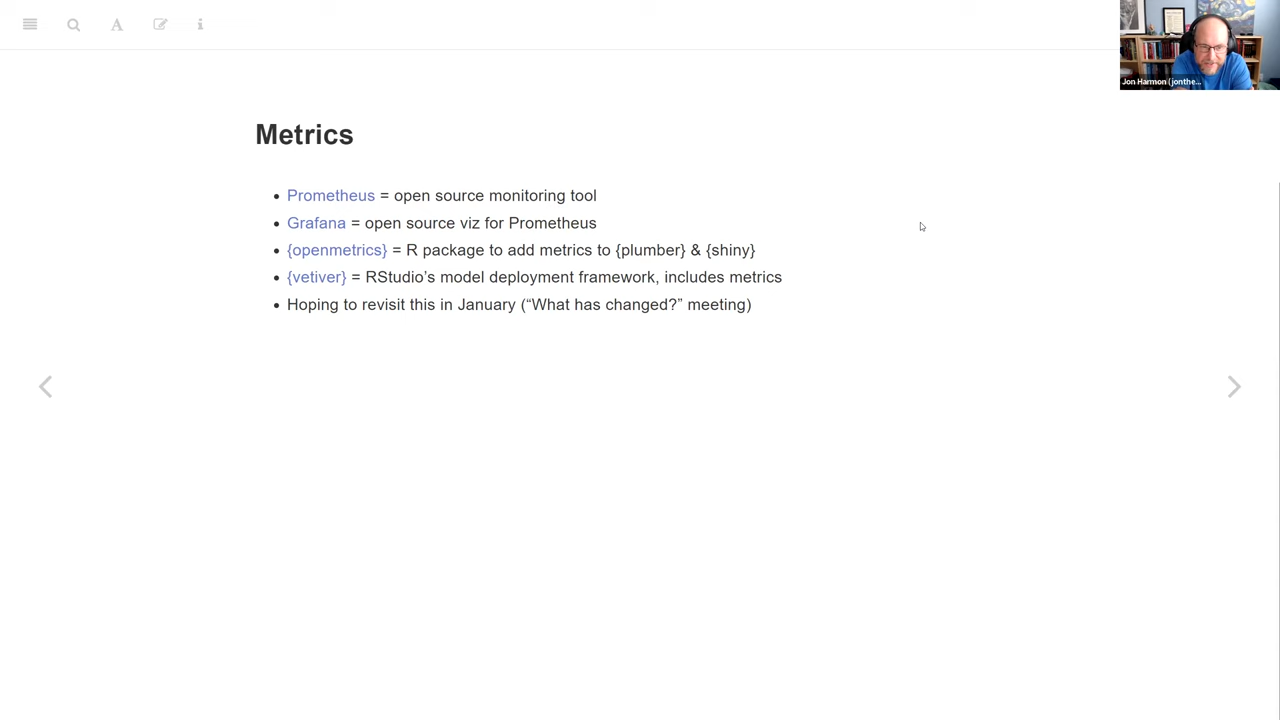 Jon Harmon (jonthe...
Metrics
• Prometheus = open source monitoring tool
• Grafana = open source viz for Prometheus
• {openmetrics} = R package to add metrics to {plumber} & {shiny}
• {vetiver} = RStudio’s model deployment framework, includes metrics
• Hoping to revisit this in January (“What has changed?” meeting)